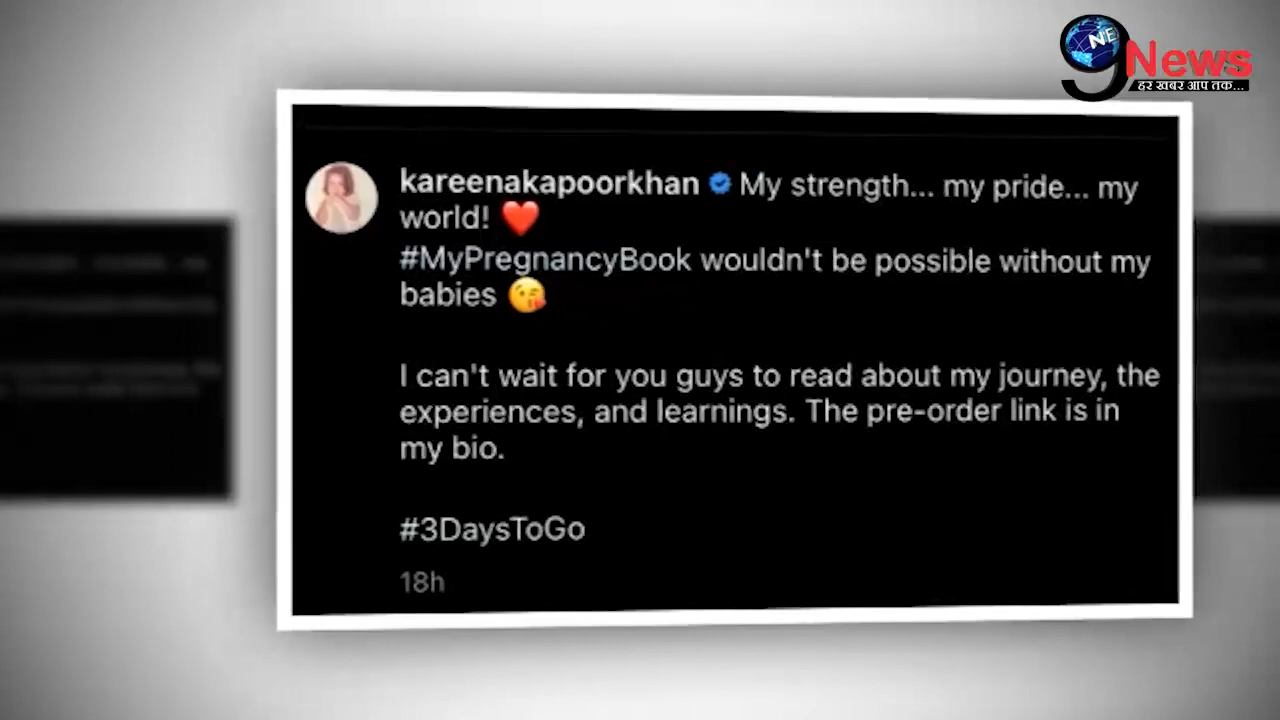 NE
9News
हर खबर आप तक...
kareenakapoorkhan My strength... my pride... my
world! ❤️
#MyPregnancyBook wouldn't be possible without my
babies 😘
I can't wait for you guys to read about my journey, the
experiences, and learnings. The pre-order link is in
my bio.
#3DaysToGo
18h